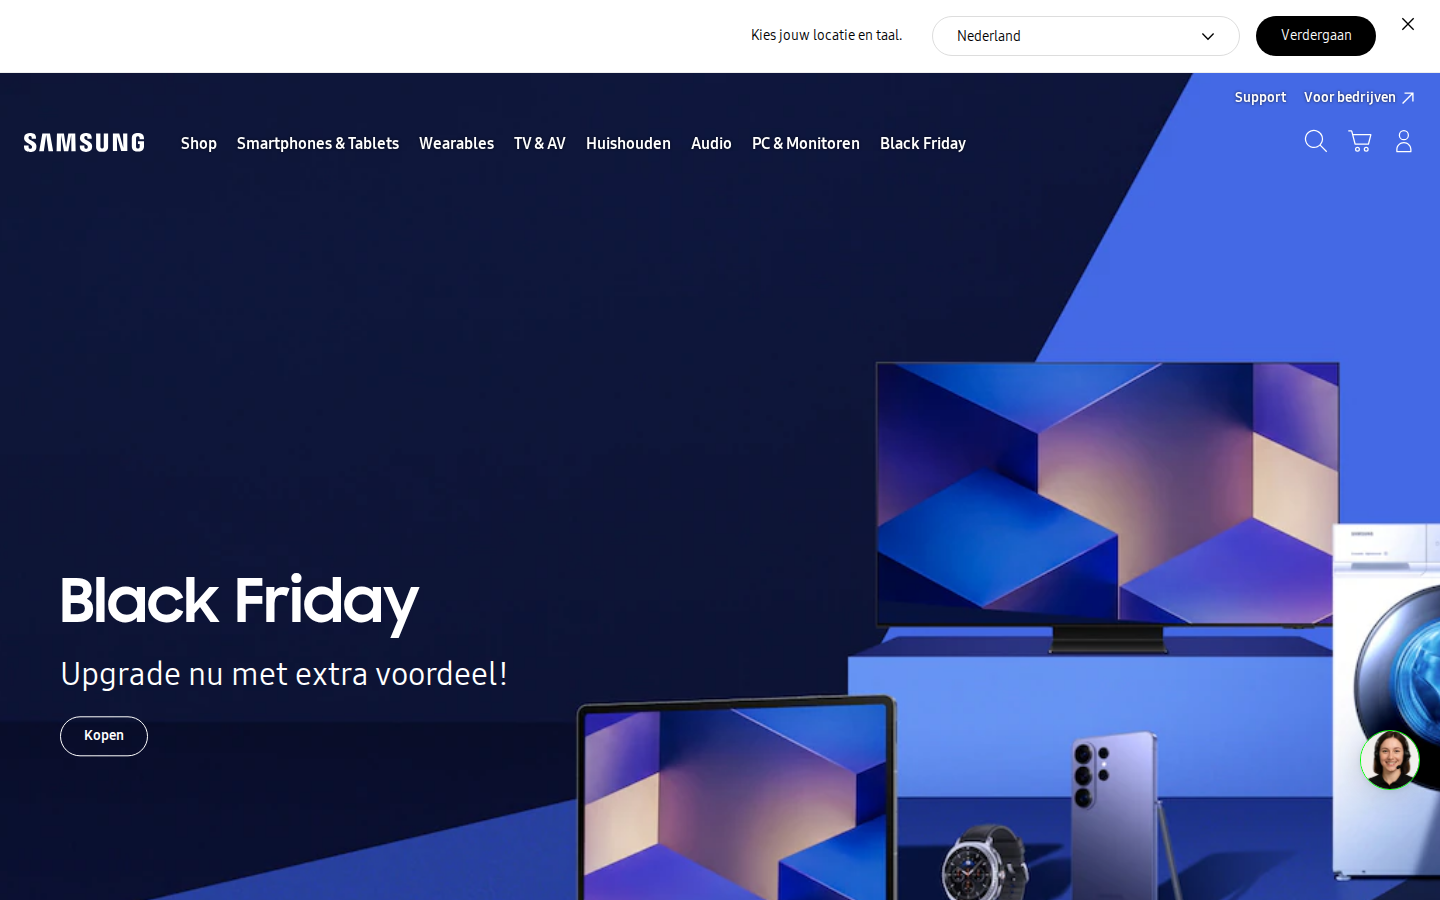 Kies jouw locatie en taal.
Nederland
Verdergaan
Support
Voor bedrijven
SAMSUNG
Shop
Smartphones & Tablets
Wearables
TV & AV
Huishouden
Audio
PC & Monitoren
Black Friday
Black Friday
Upgrade nu met extra voordeel!
Kopen
SAMSUNG